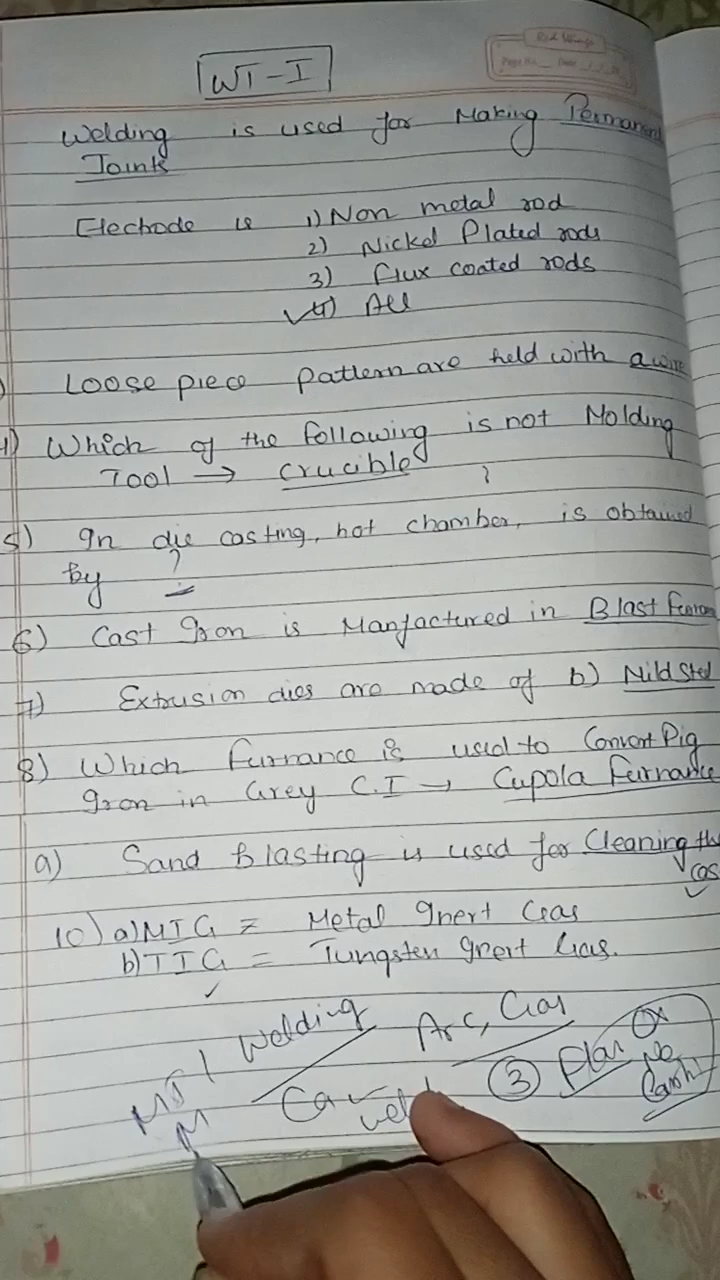 WT-I
Welding is used for Making Permanent
Joints
Electrode is 1) Non metal rod
2) Nickel Plated rods
3) Flux coated rods
4) All
) Loose piece Pattern are held with a wire
4) Which of the following is not Molding
Tool → Crucible ?
5) In die casting, hot chamber, is obtained
by ?
6) Cast Iron is Manfactured in Blast
7) Extrusion dies are made of b) Mild Steel
8) Which Furnance is used to Convert Pig
Iron in Grey C.I → Cupola Furnance
9) Sand Blasting is used for Cleaning the
Cas
10) a) MIG = Metal Inert Gas
b) TIG = Tungsten Inert Gas.
Welding Arc, Gas
③